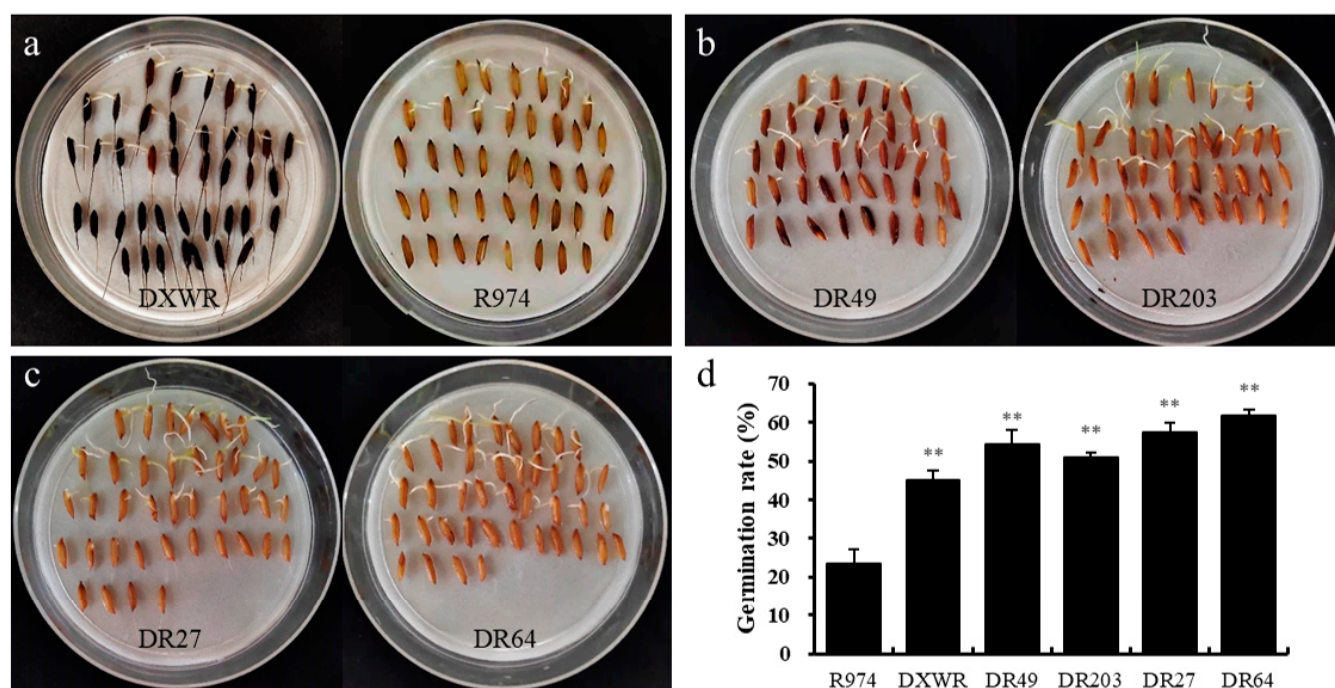 a
DXWR
R974
b
DR49
DR203
c
DR27
DR64
d
Germination rate (%)
70
60
50
40
30
20
10
0
**
**
**
**
**
R974 DXWR DR49 DR203 DR27 DR64